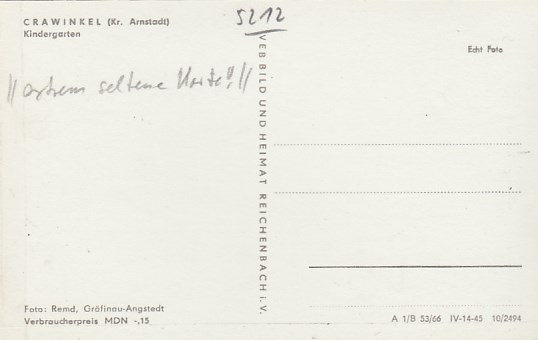 CRAWINKEL (Kr. Arnstadt)
Kindergarten
5212
Echt Foto
// extrem seltene Karte! //
VEB BILD UND HEIMAT REICHENBACH i. V.
Foto: Remd, Gräfinau-Angstedt
Verbraucherpreis MDN -,15
A 1/B 53/66 IV-14-45 10/2494